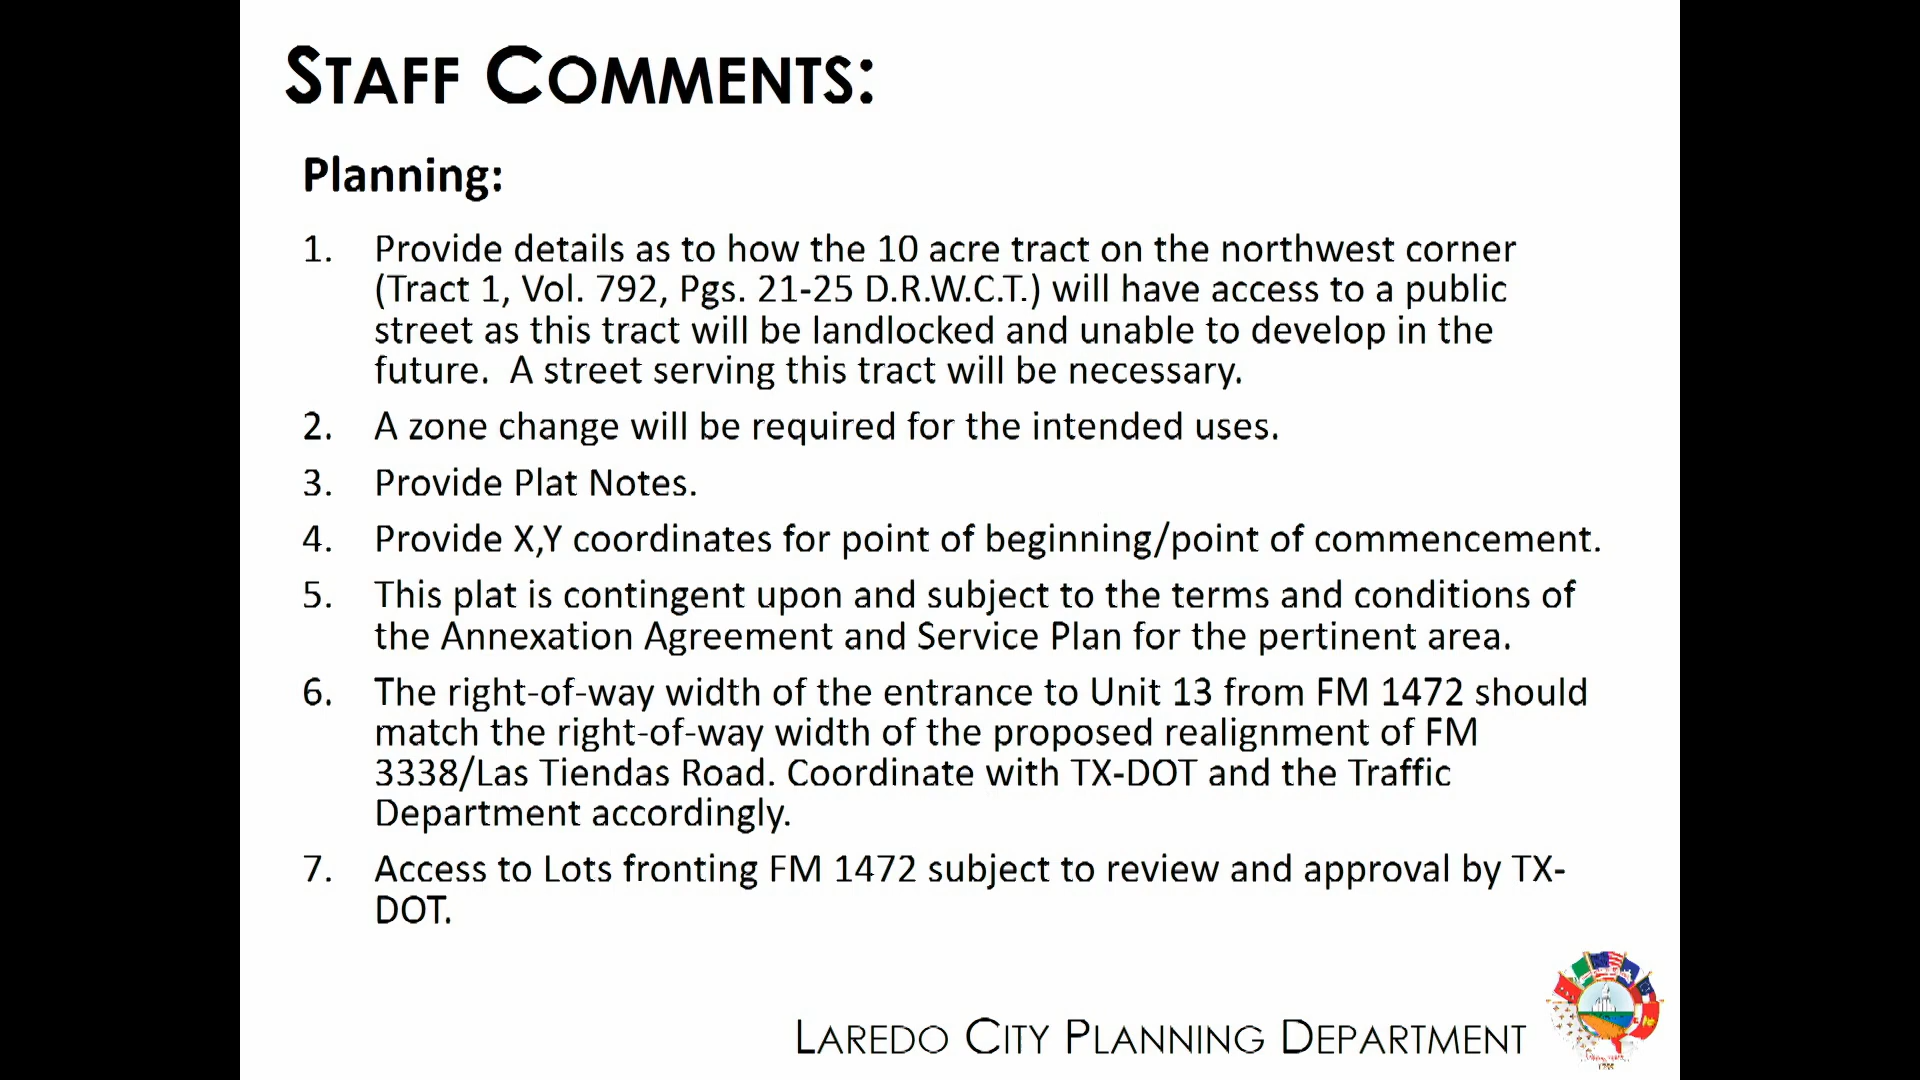 STAFF COMMENTS:
Planning:
1. Provide details as to how the 10 acre tract on the northwest corner
(Tract 1, Vol. 792, Pgs. 21-25 D.R.W.C.T.) will have access to a public
street as this tract will be landlocked and unable to develop in the
future.  A street serving this tract will be necessary.
2. A zone change will be required for the intended uses.
3. Provide Plat Notes.
4. Provide X,Y coordinates for point of beginning/point of commencement.
5. This plat is contingent upon and subject to the terms and conditions of
the Annexation Agreement and Service Plan for the pertinent area.
6. The right-of-way width of the entrance to Unit 13 from FM 1472 should
match the right-of-way width of the proposed realignment of FM
3338/Las Tiendas Road. Coordinate with TX-DOT and the Traffic
Department accordingly.
7. Access to Lots fronting FM 1472 subject to review and approval by TX-
DOT.
LAREDO CITY PLANNING DEPARTMENT